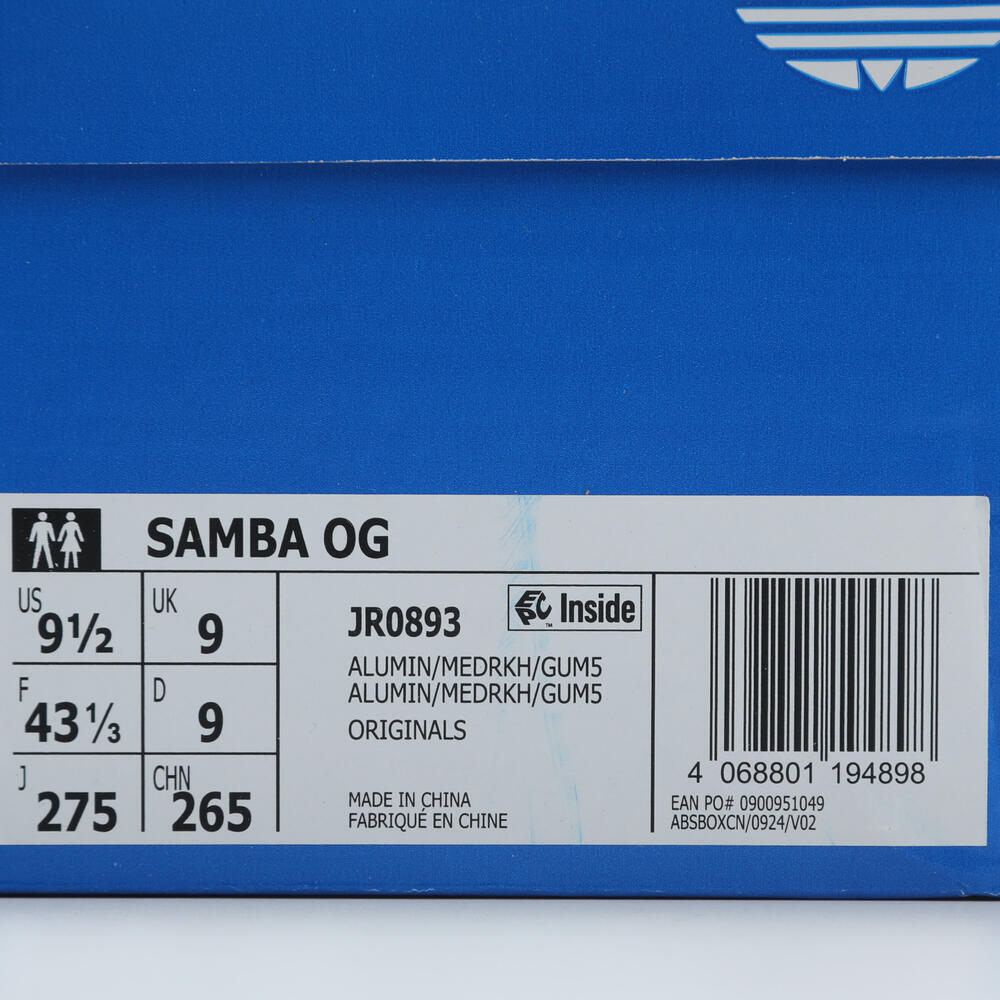 SAMBA OG
US 9½ UK 9
F 43⅓ D 9
J 275 CHN 265
JR0893
EPC™ Inside
ALUMIN/MEDRKH/GUM5
ALUMIN/MEDRKH/GUM5
ORIGINALS
MADE IN CHINA
FABRIQUÉ EN CHINE
4 068801 194898
EAN PO# 0900951049
ABSBOXCN/0924/V02